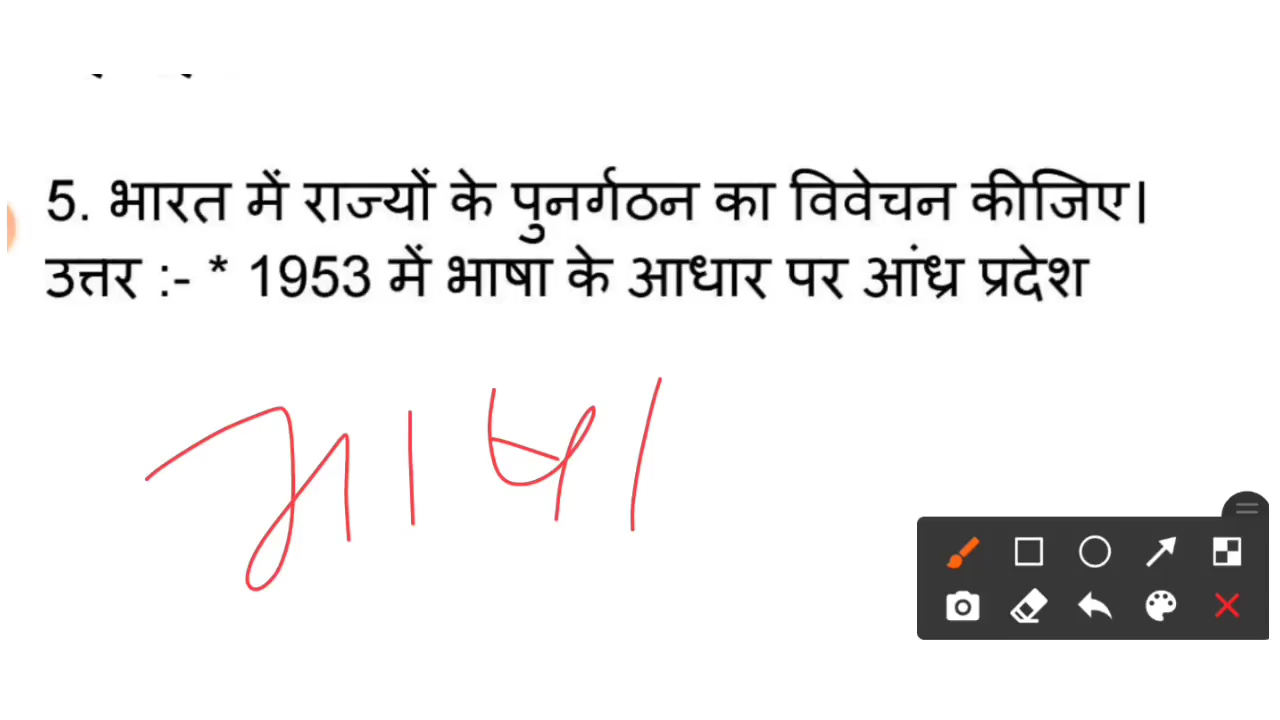 5. भारत में राज्यों के पुनर्गठन का विवेचन कीजिए।
उत्तर :- * 1953 में भाषा के आधार पर आंध्र प्रदेश
भाषा